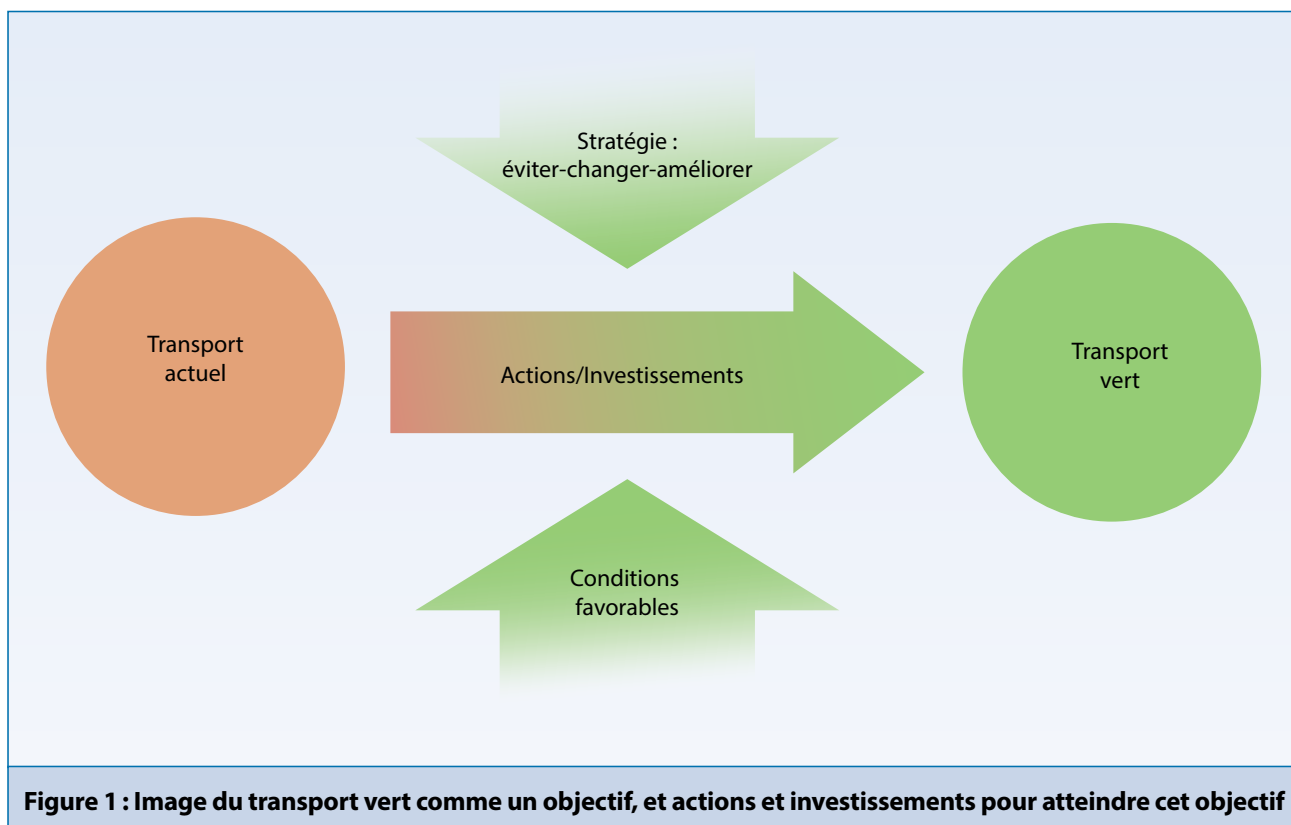 Stratégie :
éviter-changer-améliorer
Transport
actuel
Actions/Investissements
Transport
vert
Conditions
favorables
Figure 1 : Image du transport vert comme un objectif, et actions et investissements pour atteindre cet objectif